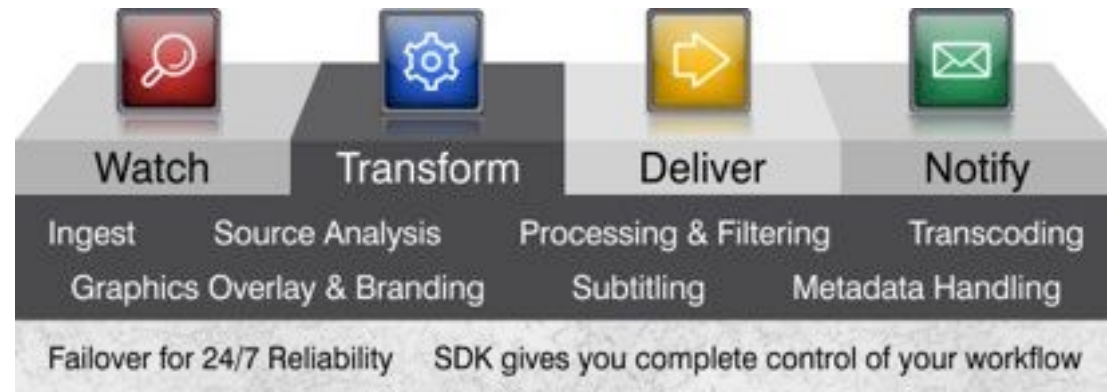 Watch Transform Deliver Notify
Ingest Source Analysis Processing & Filtering Transcoding
Graphics Overlay & Branding Subtitling Metadata Handling
Failover for 24/7 Reliability SDK gives you complete control of your workflow